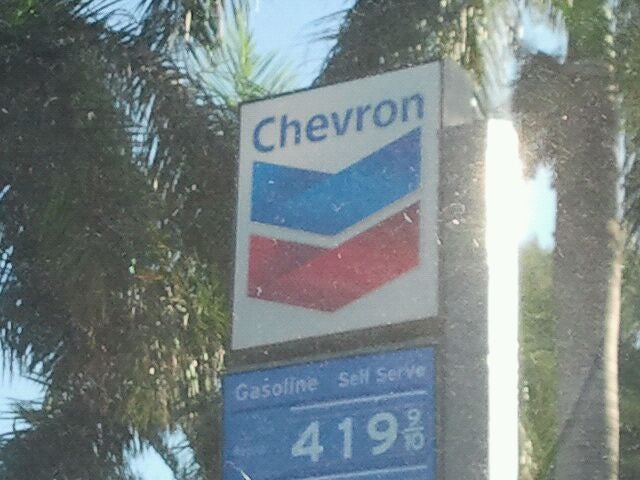 Chevron
Gasoline Self Serve
419 9/10